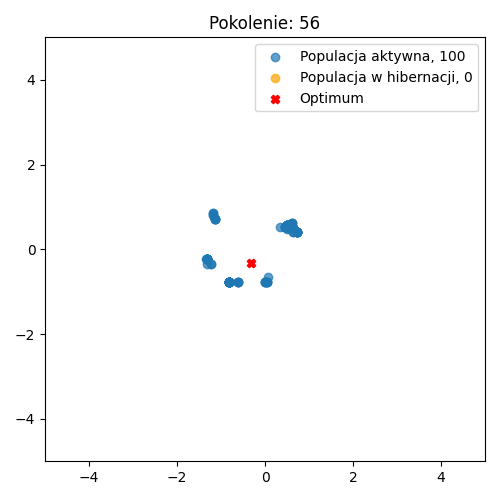 Pokolenie: 56
Populacja aktywna, 100
Populacja w hibernacji, 0
Optimum
4
2
0
−2
−4
−4 −2 0 2 4